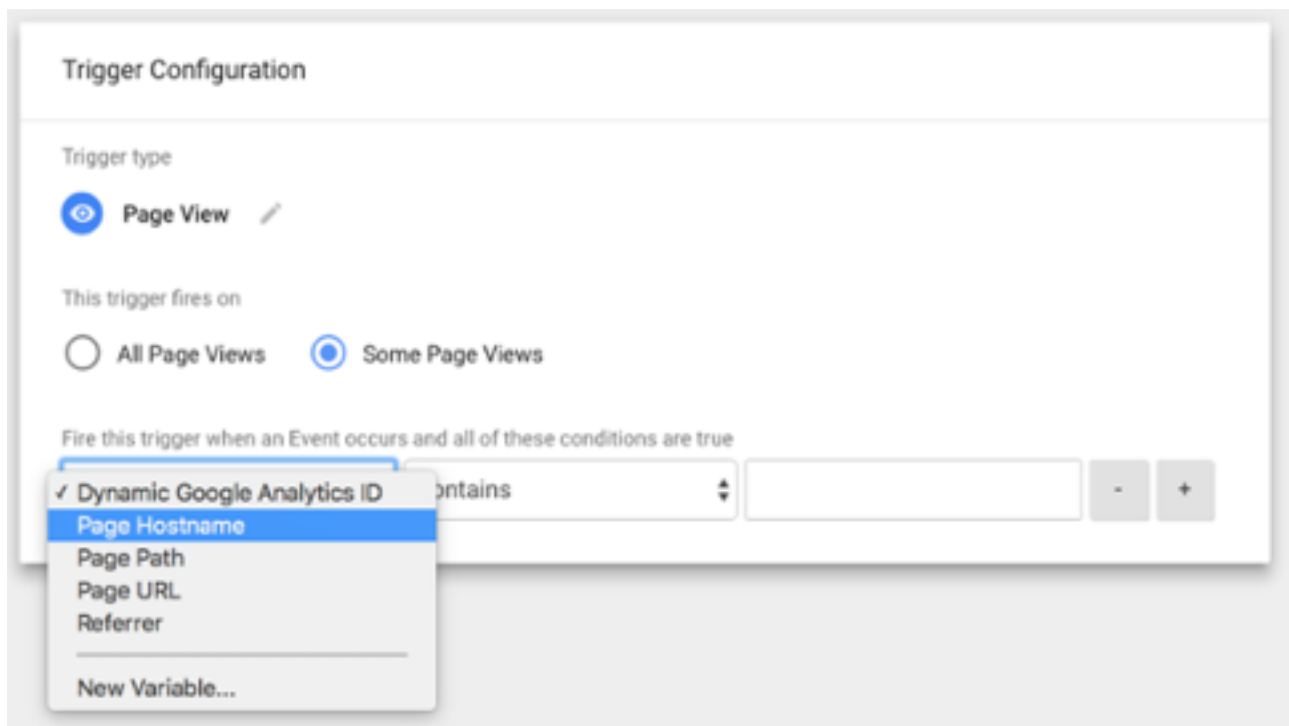 Trigger Configuration
Trigger type
Page View
This trigger fires on
All Page Views Some Page Views
Fire this trigger when an Event occurs and all of these conditions are true
✓ Dynamic Google Analytics ID ontains - +
Page Hostname
Page Path
Page URL
Referrer
New Variable...